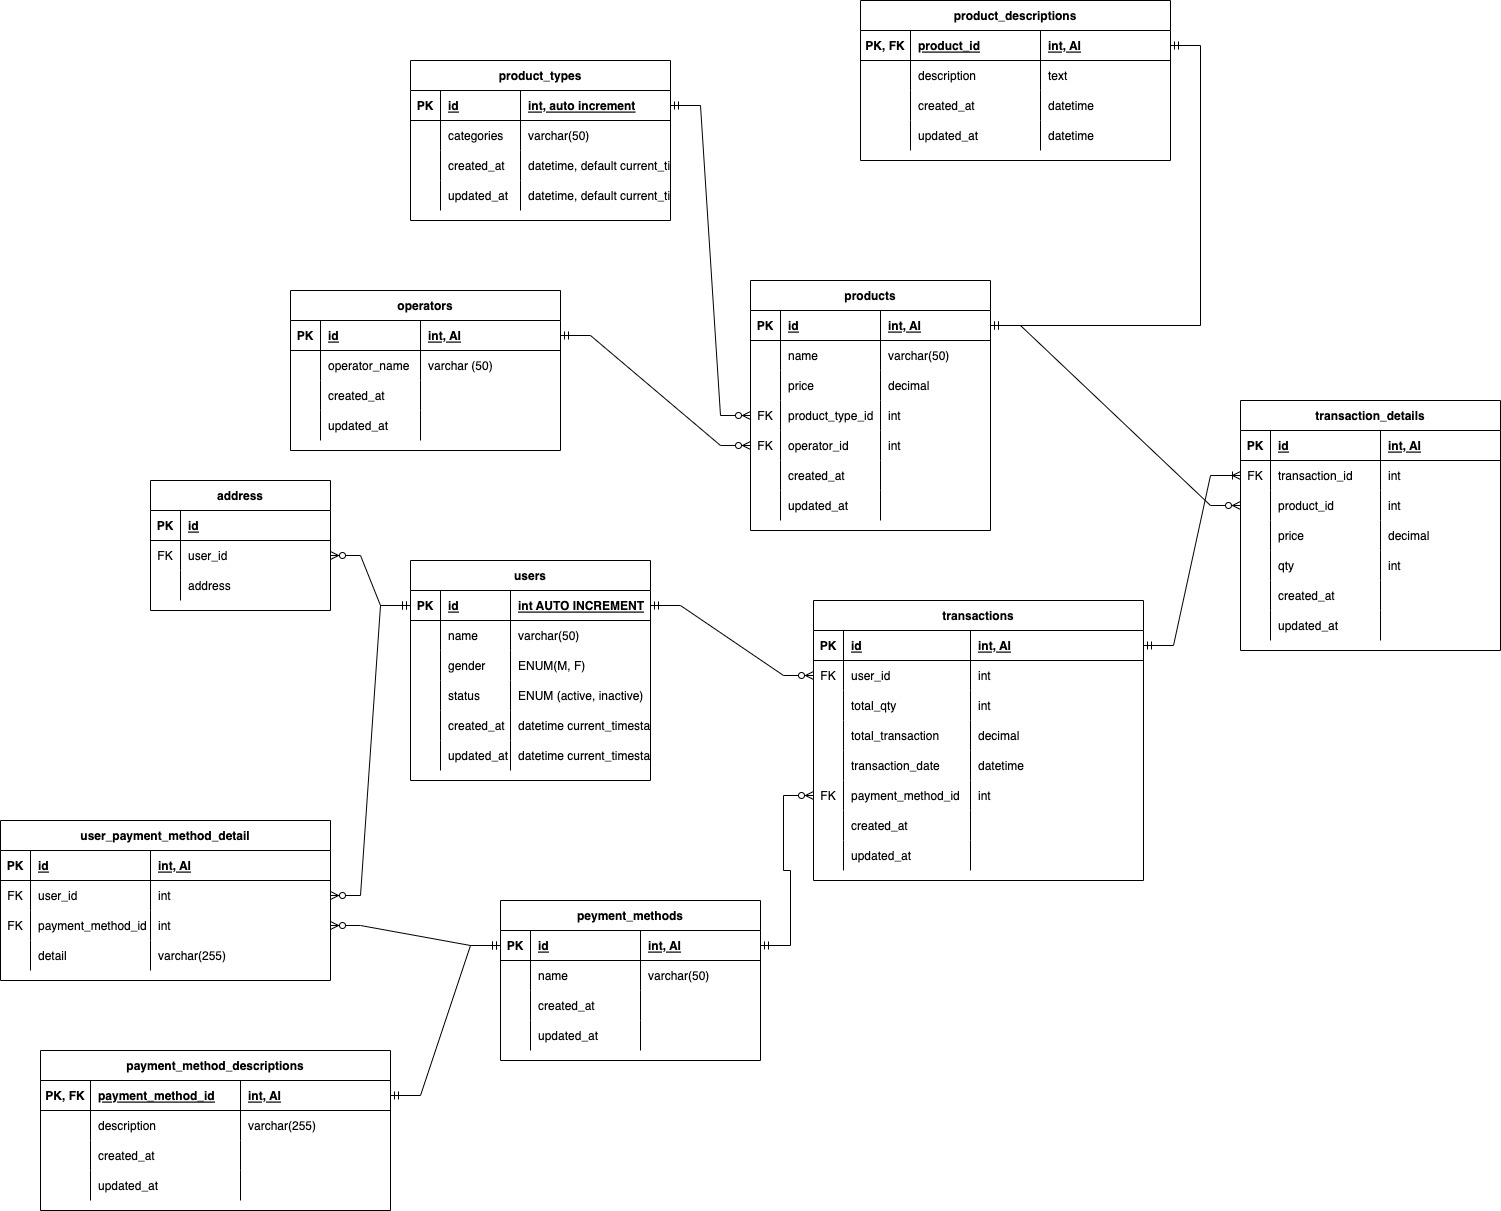 product_descriptions
PK, FK product_id int, AI
description text
created_at datetime
updated_at datetime
product_types
PK id int, auto increment
categories varchar(50)
created_at datetime, default current_ti
updated_at datetime, default current_ti
operators
PK id int, AI
operator_name varchar (50)
created_at
updated_at
products
PK id int, AI
name varchar(50)
price decimal
FK product_type_id int
FK operator_id int
created_at
updated_at
transaction_details
PK id int, AI
FK transaction_id int
product_id int
price decimal
qty int
created_at
updated_at
address
PK id
FK user_id
address
users
PK id int AUTO INCREMENT
name varchar(50)
gender ENUM(M, F)
status ENUM (active, inactive)
created_at datetime current_timesta
updated_at datetime current_timesta
transactions
PK id int, AI
FK user_id int
total_qty int
total_transaction decimal
transaction_date datetime
FK payment_method_id int
created_at
updated_at
user_payment_method_detail
PK id int, AI
FK user_id int
FK payment_method_id int
detail varchar(255)
peyment_methods
PK id int, AI
name varchar(50)
created_at
updated_at
payment_method_descriptions
PK, FK payment_method_id int, AI
description varchar(255)
created_at
updated_at